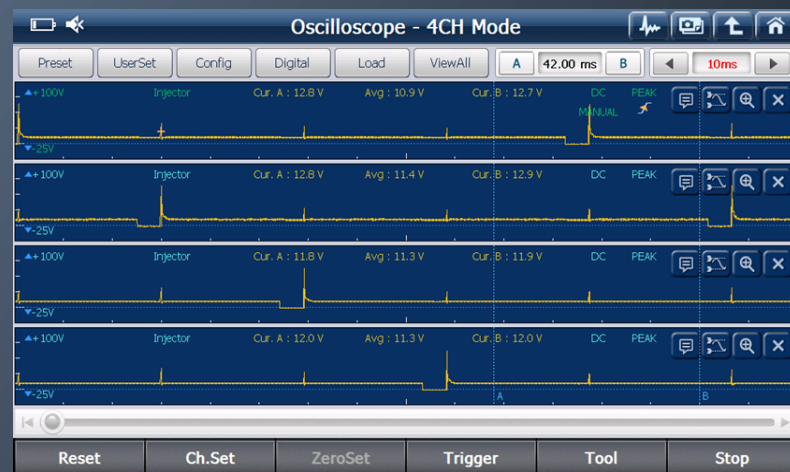 Oscilloscope - 4CH Mode
Preset UserSet Config Digital Load ViewAll A 42.00 ms B 10ms
+100V Injector Cur. A : 12.8 V Avg : 10.9 V Cur. B : 12.7 V DC PEAK
MANUAL
-25V
+100V Injector Cur. A : 12.8 V Avg : 11.4 V Cur. B : 12.9 V DC PEAK
-25V
+100V Injector Cur. A : 11.8 V Avg : 11.3 V Cur. B : 11.9 V DC PEAK
-25V
+100V Injector Cur. A : 12.0 V Avg : 11.3 V Cur. B : 12.0 V DC PEAK
-25V A B
Reset Ch.Set ZeroSet Trigger Tool Stop